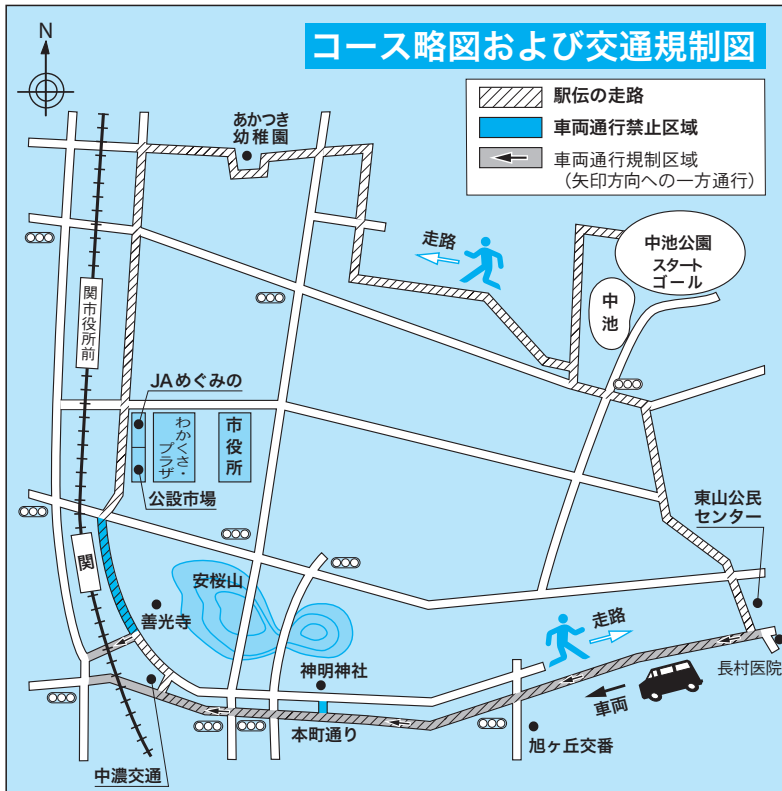 コース略図および交通規制図
N
駅伝の走路
車両通行禁止区域
車両通行規制区域
（矢印方向への一方通行）
あかつき
幼稚園
走路
中池公園
スタート
ゴール
中池
関市役所前
JAめぐみの
わかくさ・
プラザ
市役所
公設市場
東山公民
センター
関
安桜山
善光寺
走路
神明神社
長村医院
車両
本町通り
旭ヶ丘交番
中濃交通